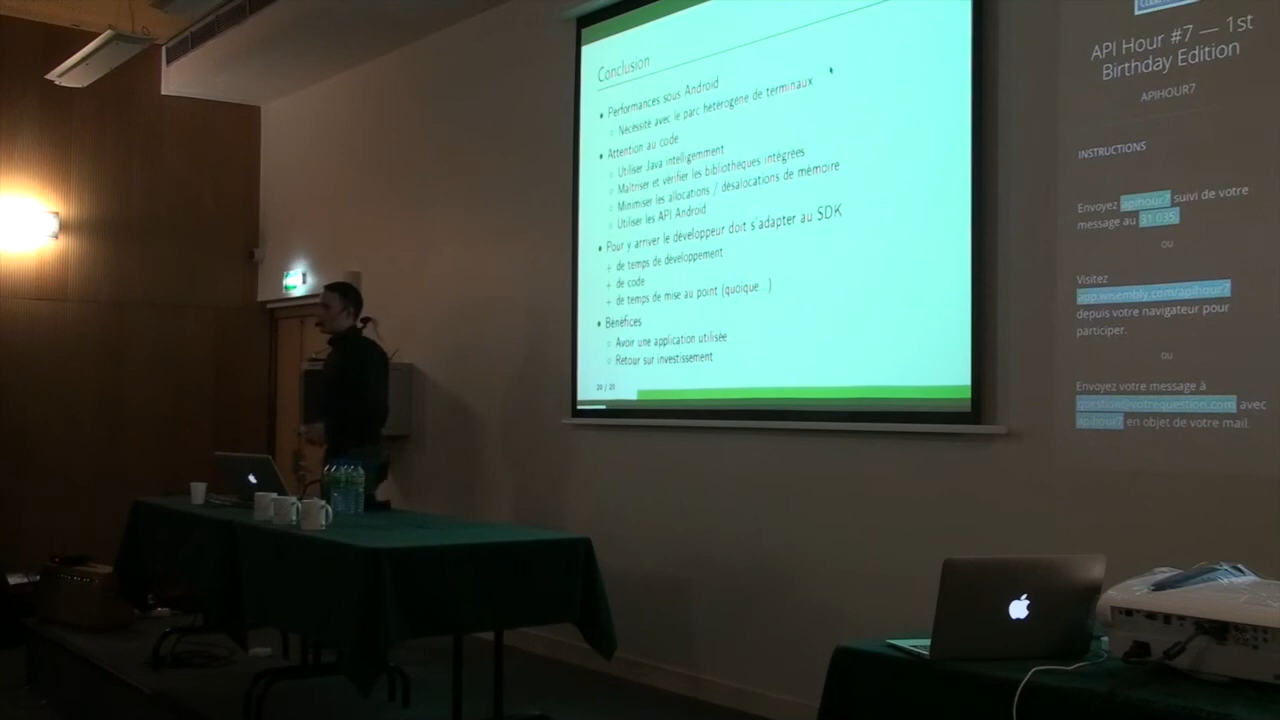 Conclusion
Performances sous Android
Nécessité avec le parc hétérogène de terminaux
Attention au code
Utiliser Java intelligemment
Maîtriser et vérifier les bibliothèques intégrées
Minimiser les allocations / désalocations de mémoire
Utiliser les API Android
Pour y arriver le développeur doit s'adapter au SDK
+ de temps de développement
+ de code
+ de temps de mise au point (quoique...)
Bénéfices
Avoir une application utilisée
Retour sur investissement
20 / 20
API Hour #7 — 1st
Birthday Edition
APIHOUR7
INSTRUCTIONS
Envoyez apihour7 suivi de votre
message au 31 035
ou
Visitez
app.wisembly.com/apihour7
depuis votre navigateur pour
participer.
ou
Envoyez votre message à
question@votrequestion.com avec
apihour7 en objet de votre mail.